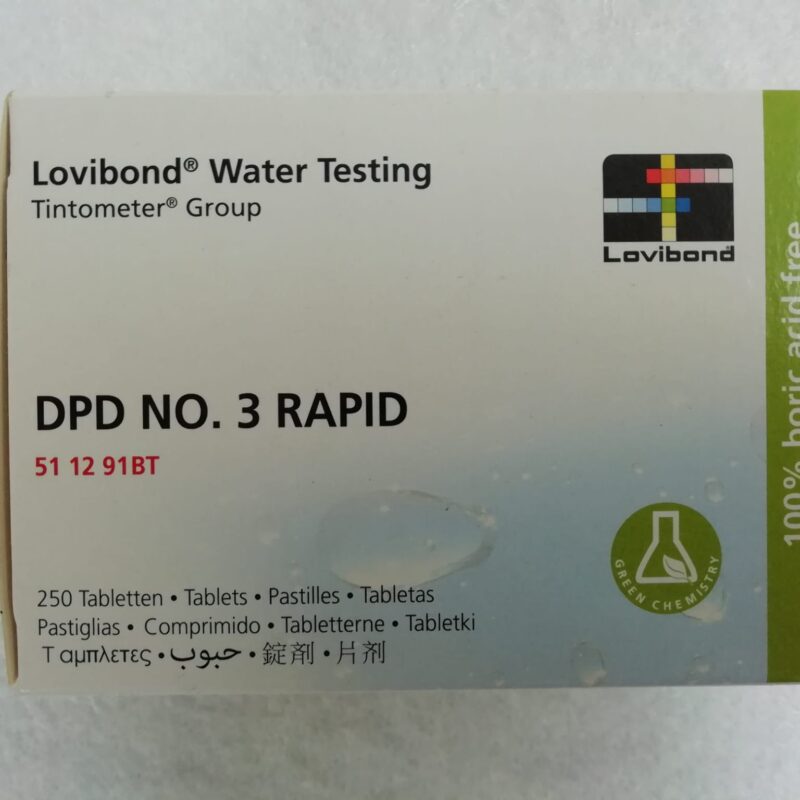 Lovibond® Water Testing
Tintometer® Group
Lovibond®
DPD NO. 3 RAPID
51 12 91BT
250 Tabletten • Tablets • Pastilles • Tabletas
Pastiglias • Comprimido • Tabletterne • Tabletki
Ταμπλετες • حبوب • 錠剤 • 片剂
GREEN CHEMISTRY
100% boric acid free